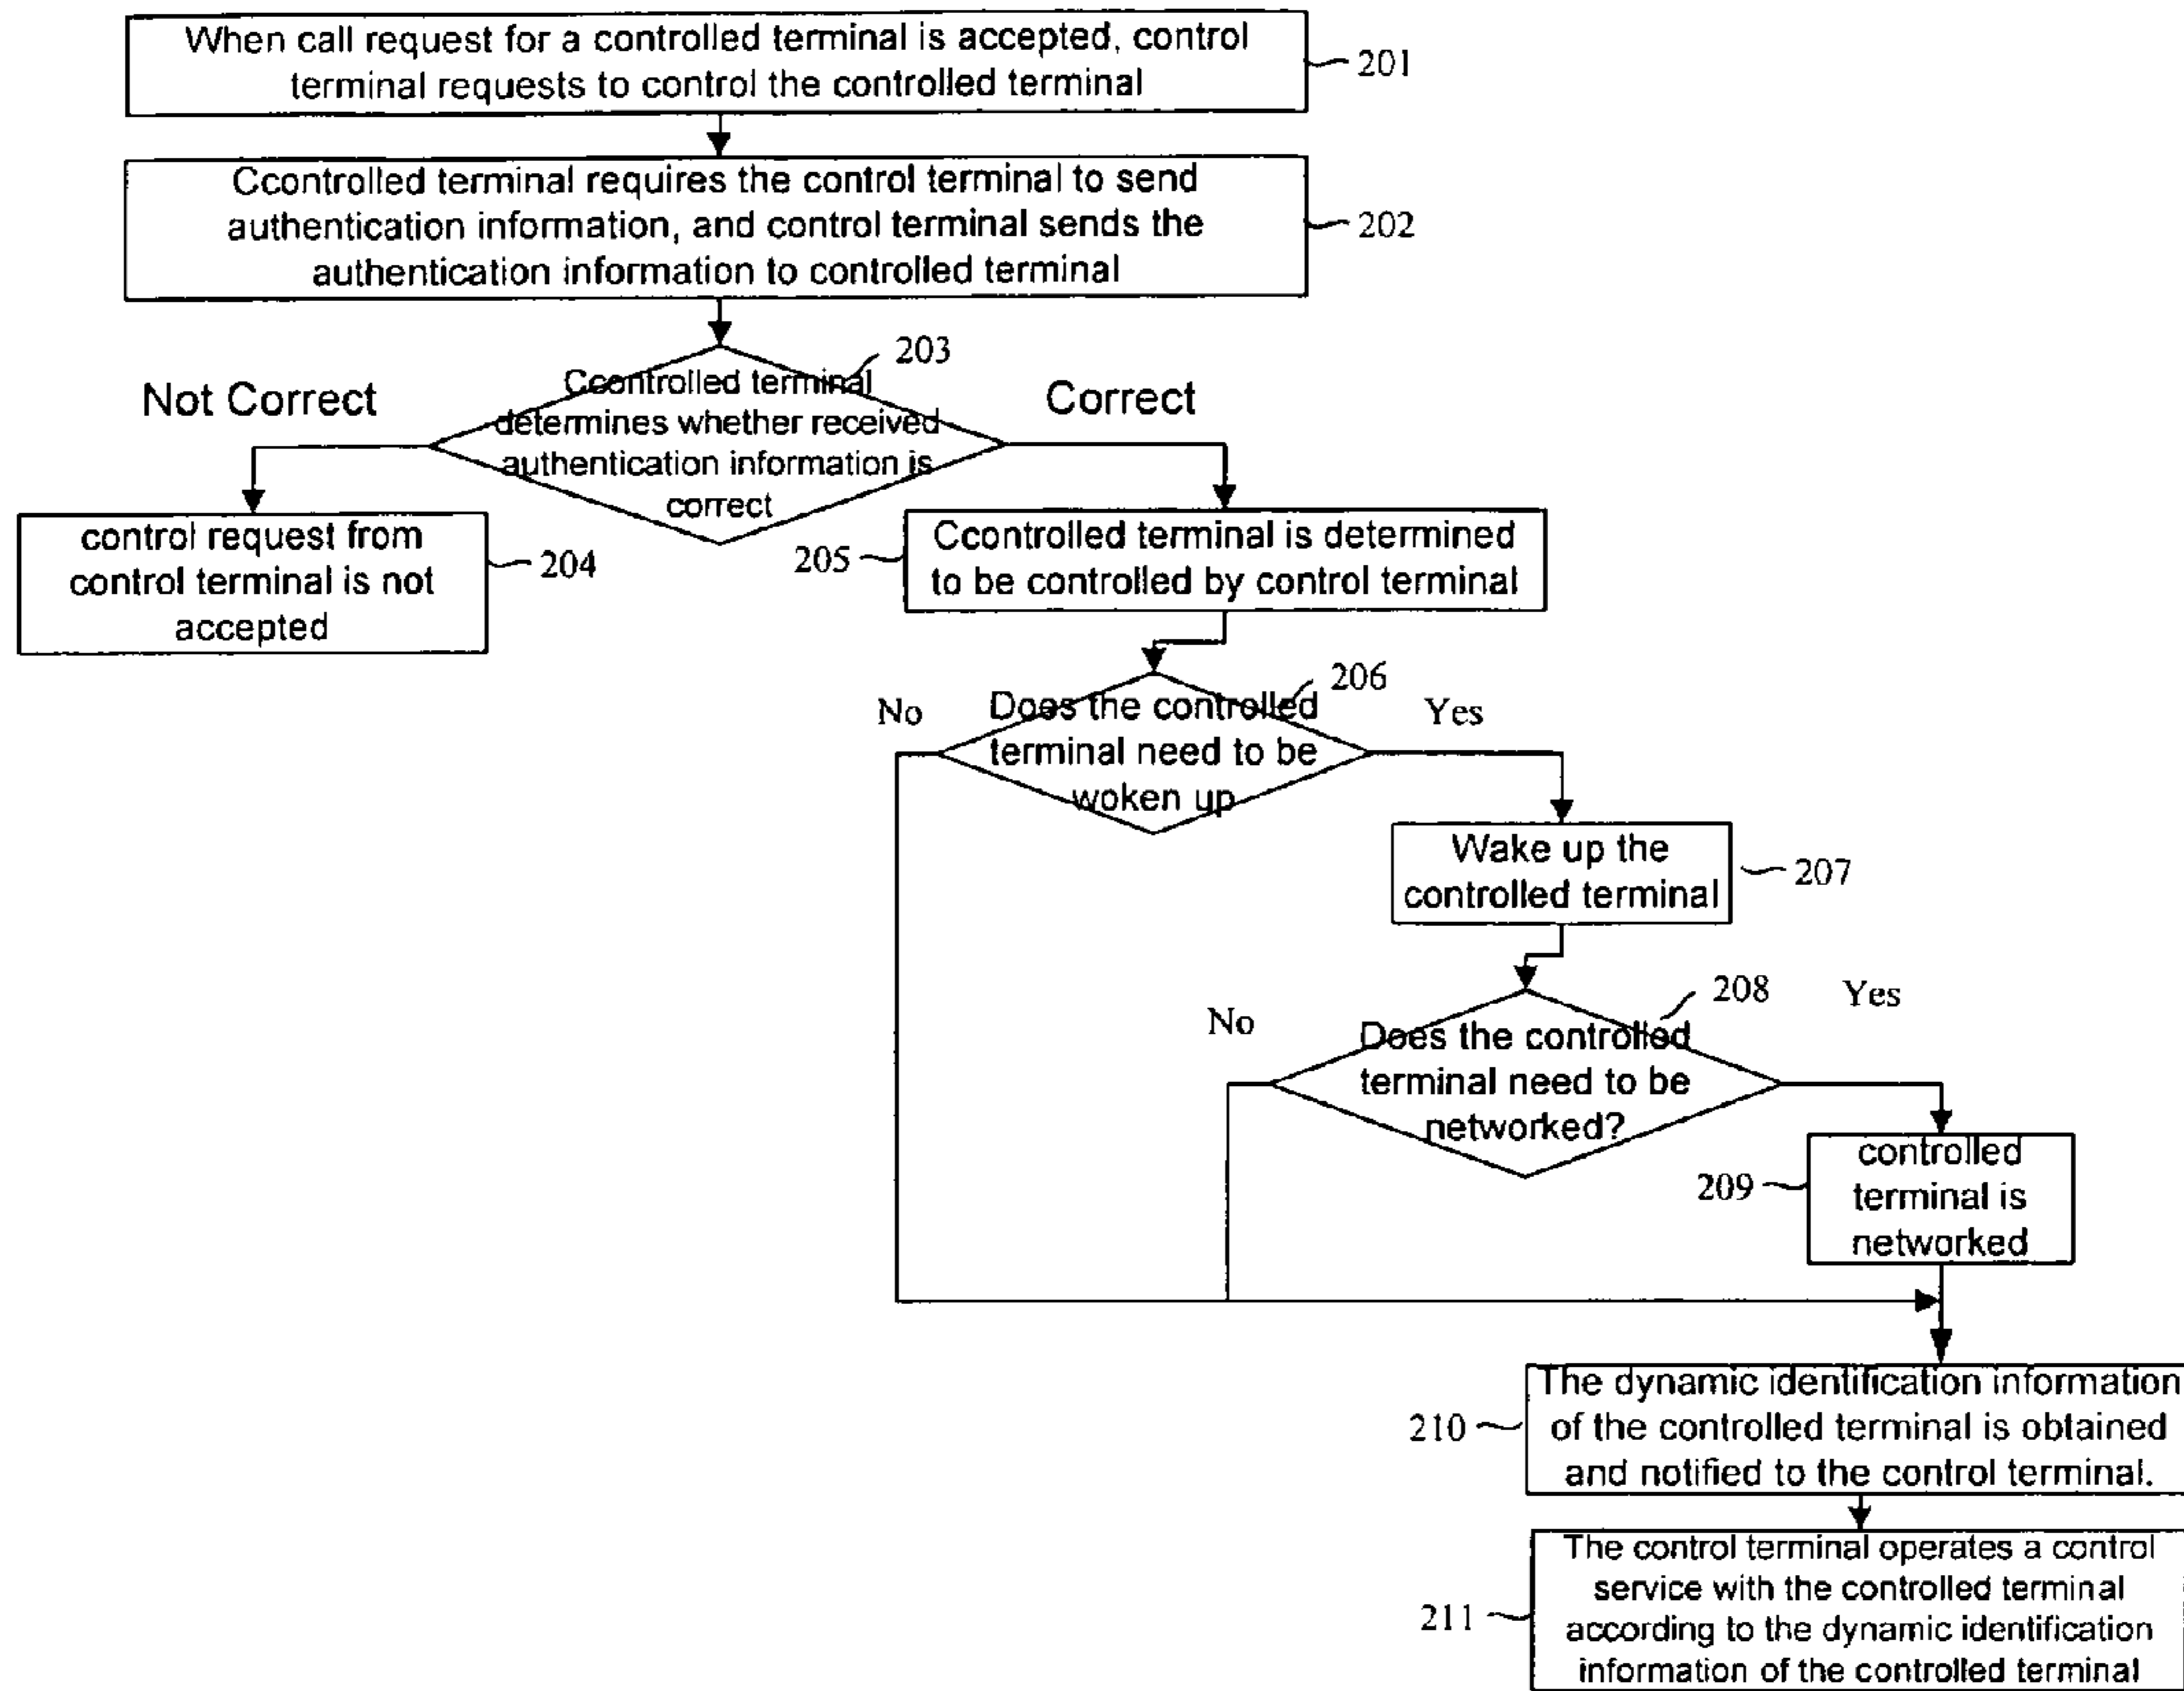 When call request for a controlled terminal is accepted, control
terminal requests to control the controlled terminal
201
Ccontrolled terminal requires the control terminal to send
authentication information, and control terminal sends the
authentication information to controlled terminal
202
203
Not Correct
Ccontrolled terminal
determines whether received
authentication information is
correct
Correct
control request from
control terminal is not
accepted
204
205
Ccontrolled terminal is determined
to be controlled by control terminal
206
No
Does the controlled
terminal need to be
woken up
Yes
Wake up the
controlled terminal
207
208
No
Does the controlled
terminal need to be
networked?
Yes
209
controlled
terminal is
networked
210
The dynamic identification information
of the controlled terminal is obtained
and notified to the control terminal.
211
The control terminal operates a control
service with the controlled terminal
according to the dynamic identification
information of the controlled terminal